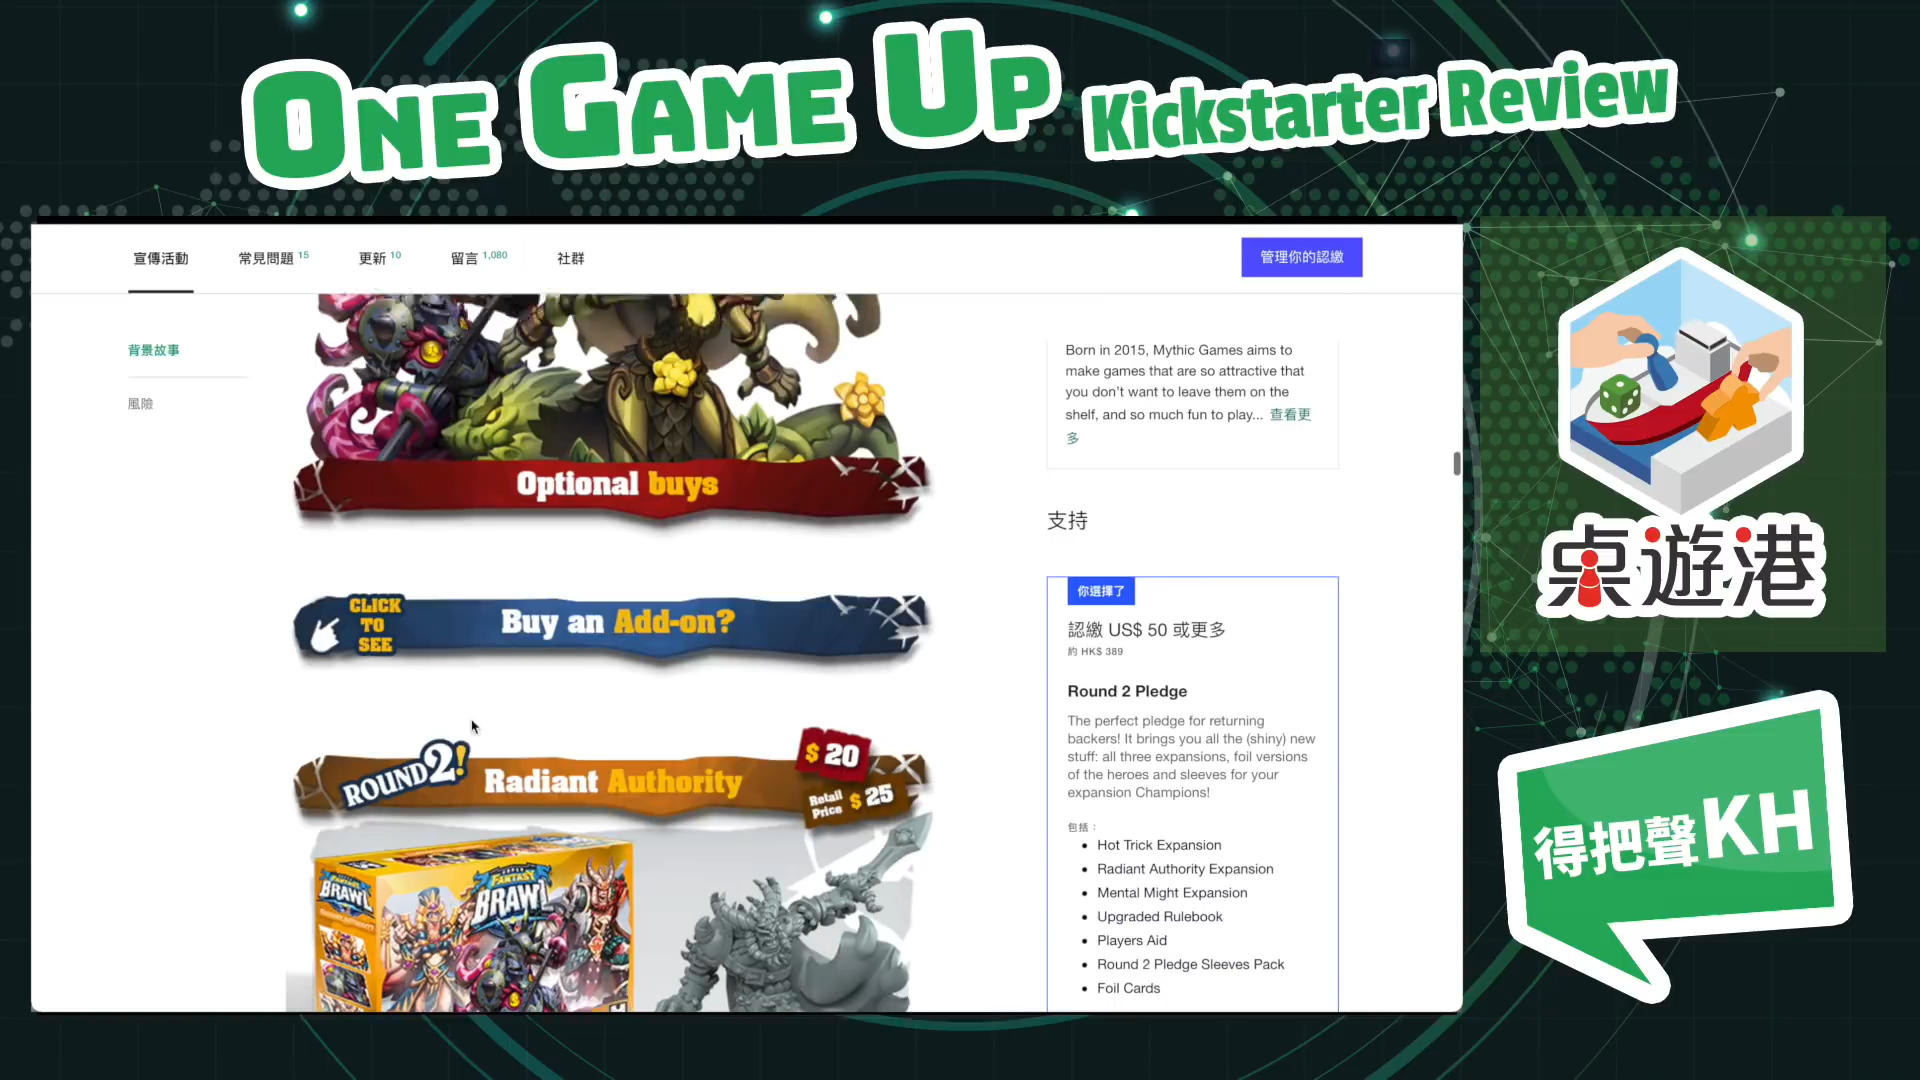 ONE GAME UP Kickstarter Review
宣傳活動
常見問題 15
更新 10
留言 1,080
社群
管理你的認繳
背景故事
風險
Optional buys
CLICK
TO
SEE
Buy an Add-on?
ROUND 2!
Radiant Authority
$ 20
Retail
Price $ 25
SUPER
FANTASY
BRAWL
FANTASY
BRAWL
Born in 2015, Mythic Games aims to
make games that are so attractive that
you don't want to leave them on the
shelf, and so much fun to play... 查看更
多
支持
你選擇了
認繳 US$ 50 或更多
約 HK$ 389
Round 2 Pledge
The perfect pledge for returning
backers! It brings you all the (shiny) new
stuff: all three expansions, foil versions
of the heroes and sleeves for your
expansion Champions!
包括：
Hot Trick Expansion
Radiant Authority Expansion
Mental Might Expansion
Upgraded Rulebook
Players Aid
Round 2 Pledge Sleeves Pack
Foil Cards
桌遊港
得把聲KH